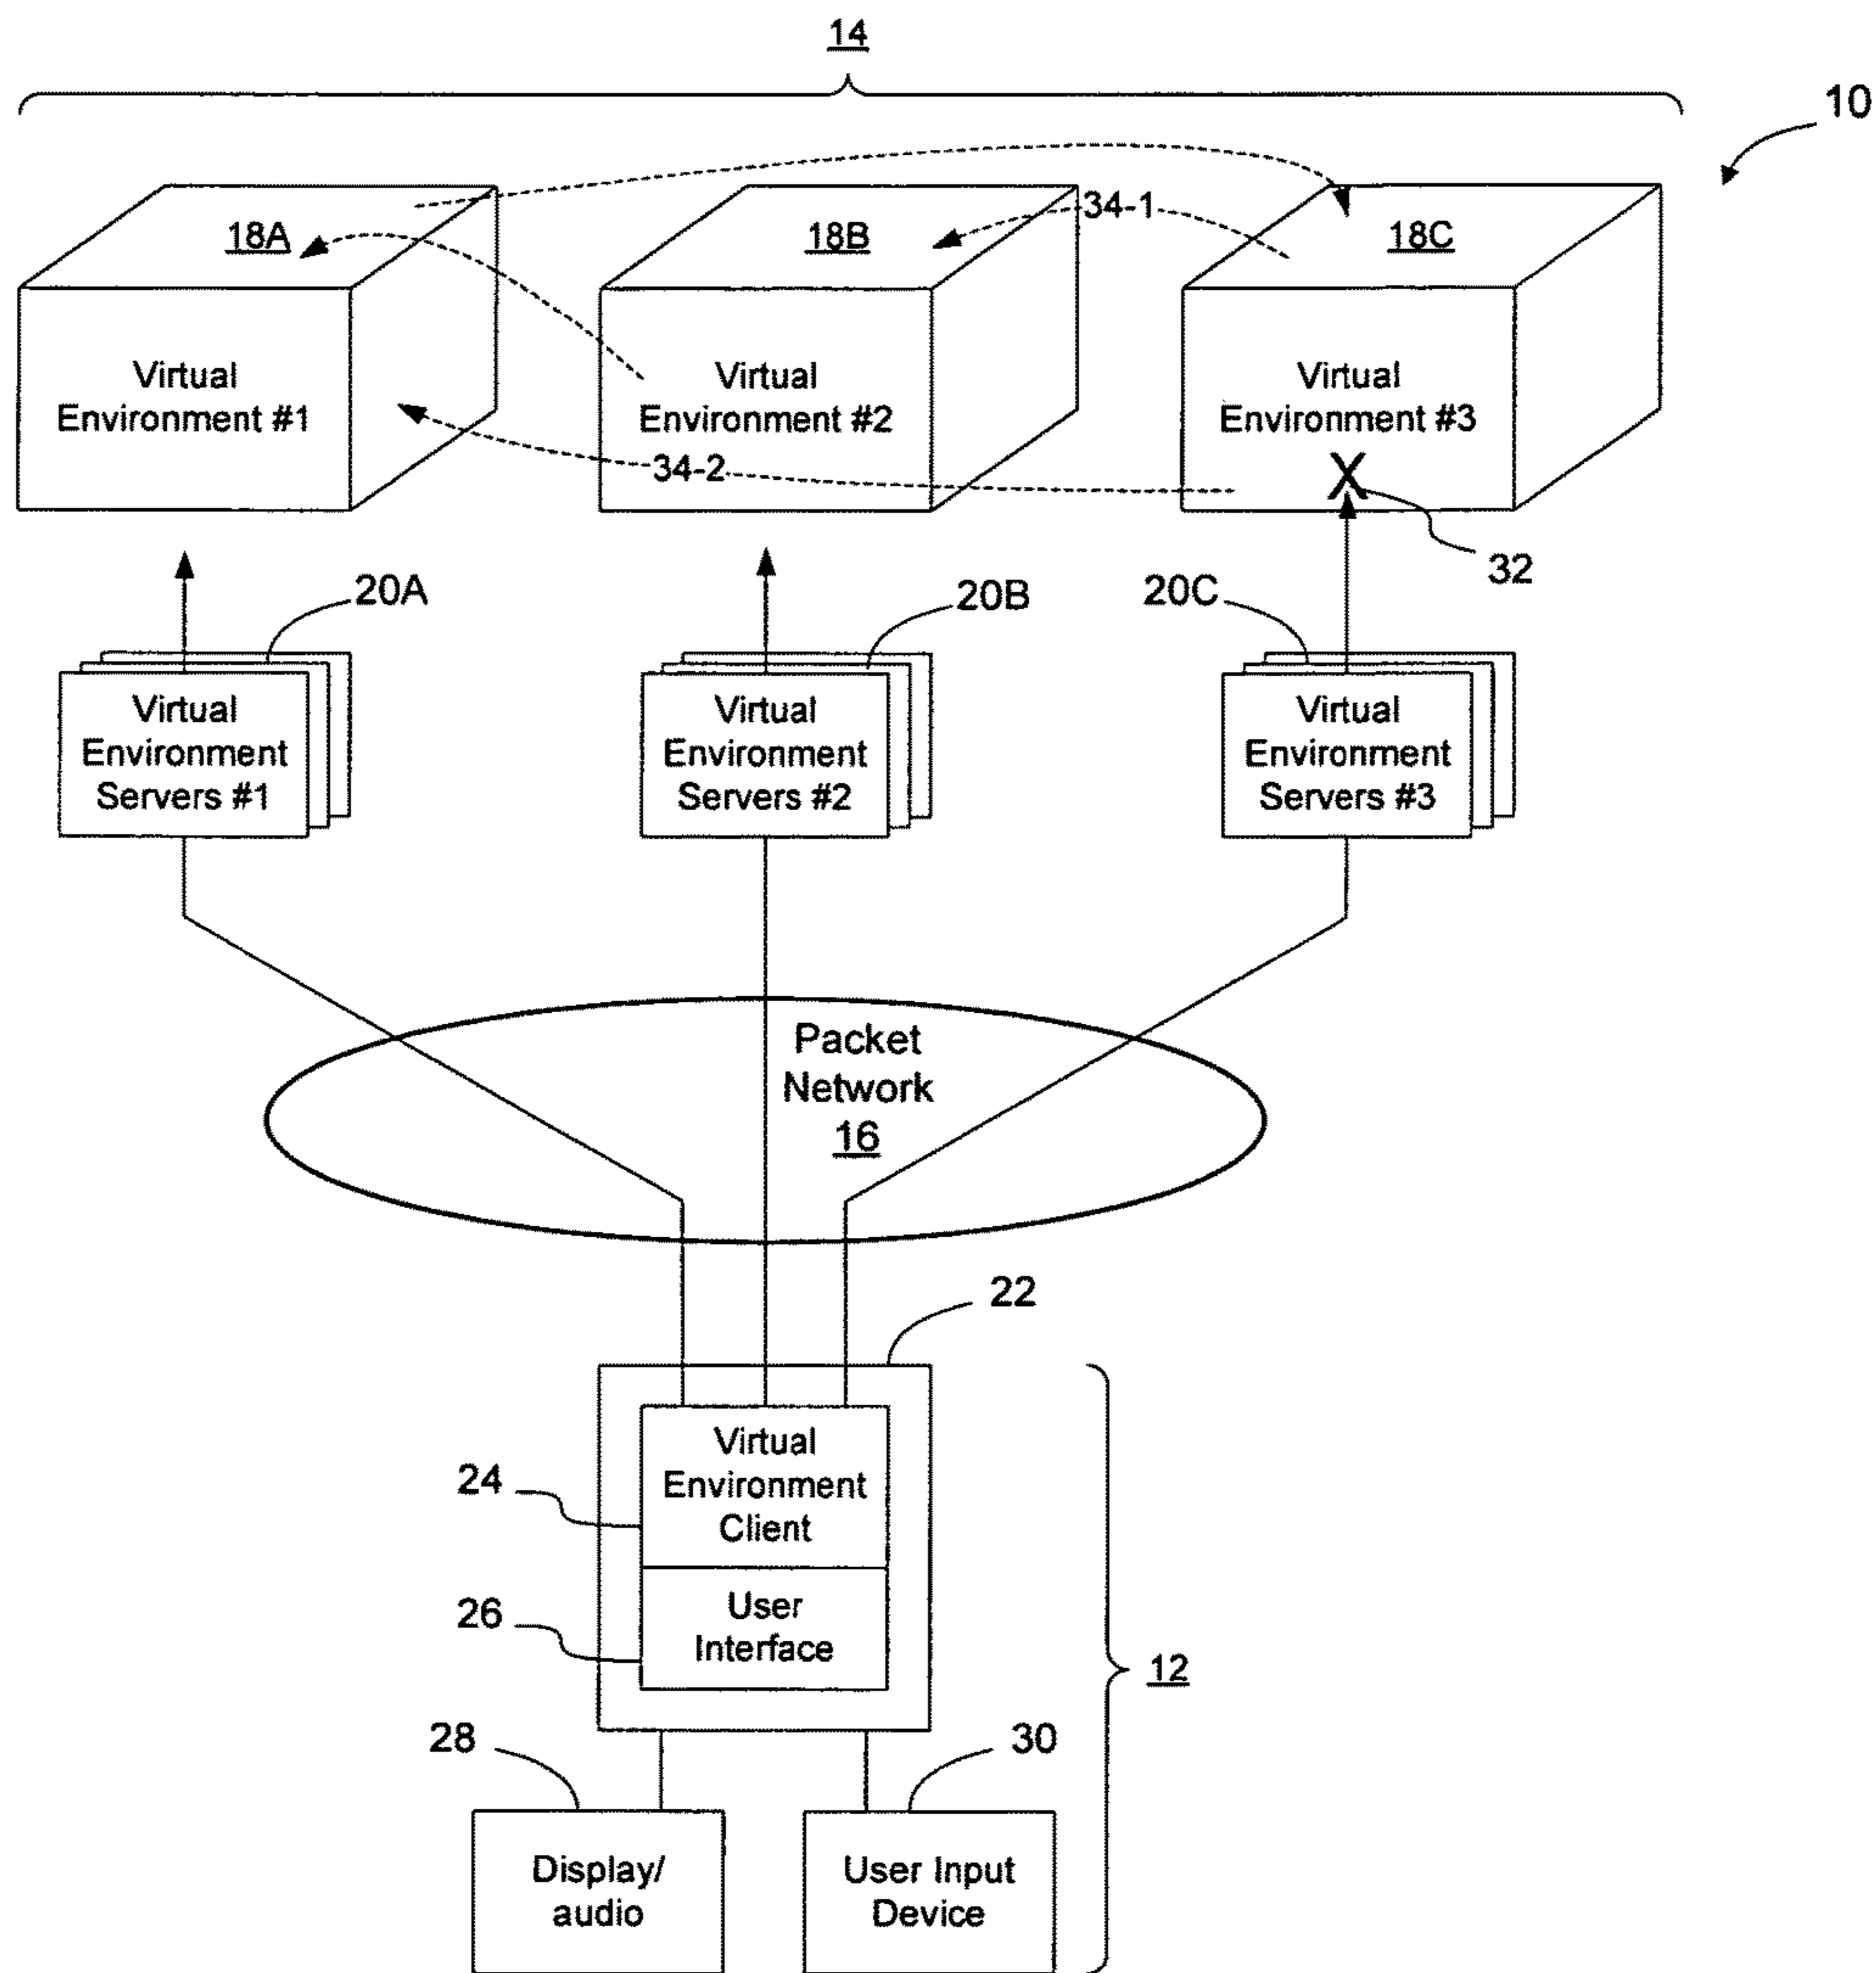 14
10
18A
18B
34-1
18C
Virtual
Environment #1
Virtual
Environment #2
Virtual
Environment #3
34-2
X
32
20A
20B
20C
Virtual
Environment
Servers #1
Virtual
Environment
Servers #2
Virtual
Environment
Servers #3
Packet
Network
16
22
24
Virtual
Environment
Client
26
User
Interface
12
28
30
Display/
audio
User Input
Device